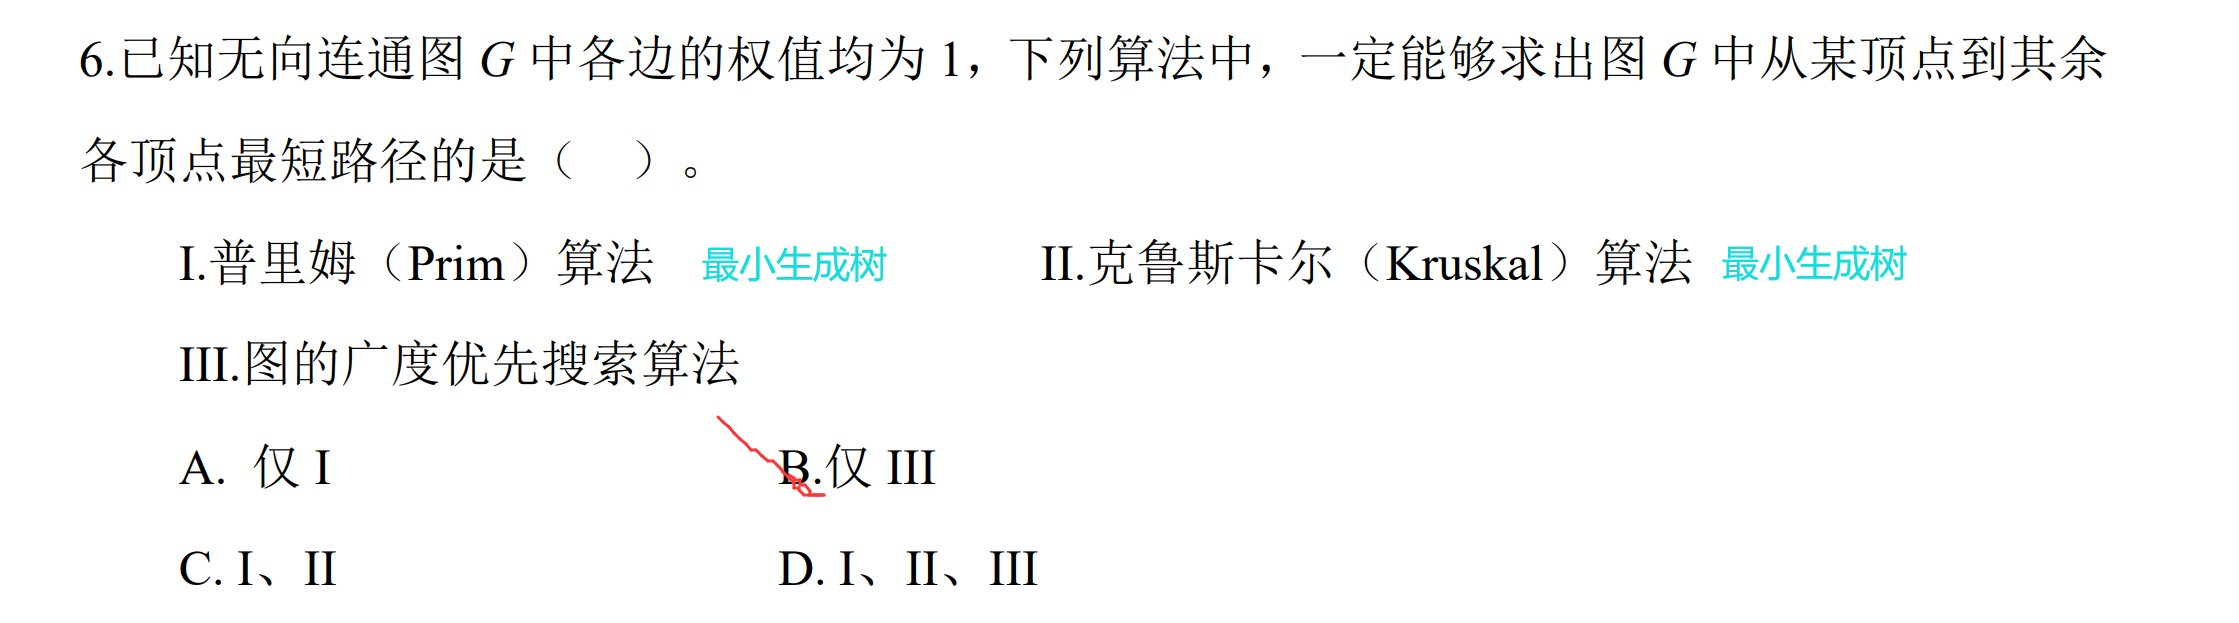 6.已知无向连通图 G 中各边的权值均为 1，下列算法中，一定能够求出图 G 中从某顶点到其余
各顶点最短路径的是（　）。
I.普里姆（Prim）算法 最小生成树 II.克鲁斯卡尔（Kruskal）算法 最小生成树
III.图的广度优先搜索算法
A. 仅 I B.仅 III
C. I、II D. I、II、III